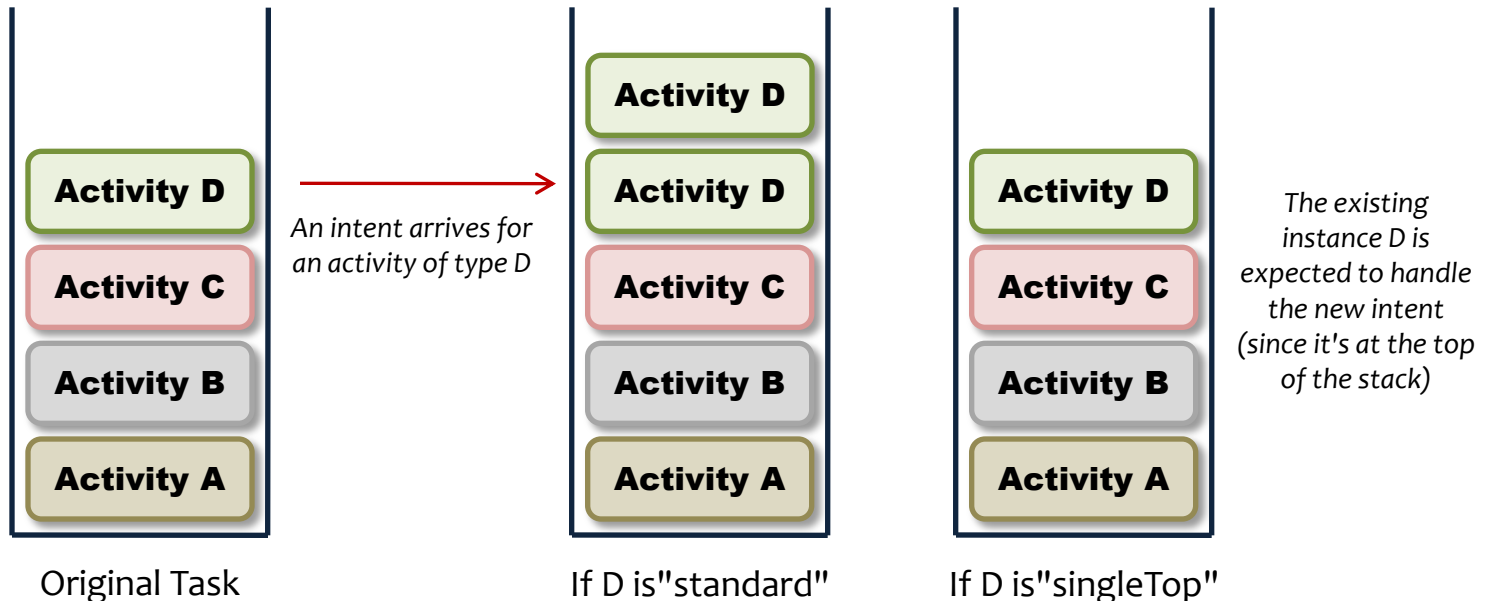 Activity D
Activity C
Activity B
Activity A
Original Task
An intent arrives for
an activity of type D
Activity D
Activity D
Activity C
Activity B
Activity A
If D is"standard"
Activity D
Activity C
Activity B
Activity A
If D is"singleTop"
The existing
instance D is
expected to handle
the new intent
(since it's at the top
of the stack)